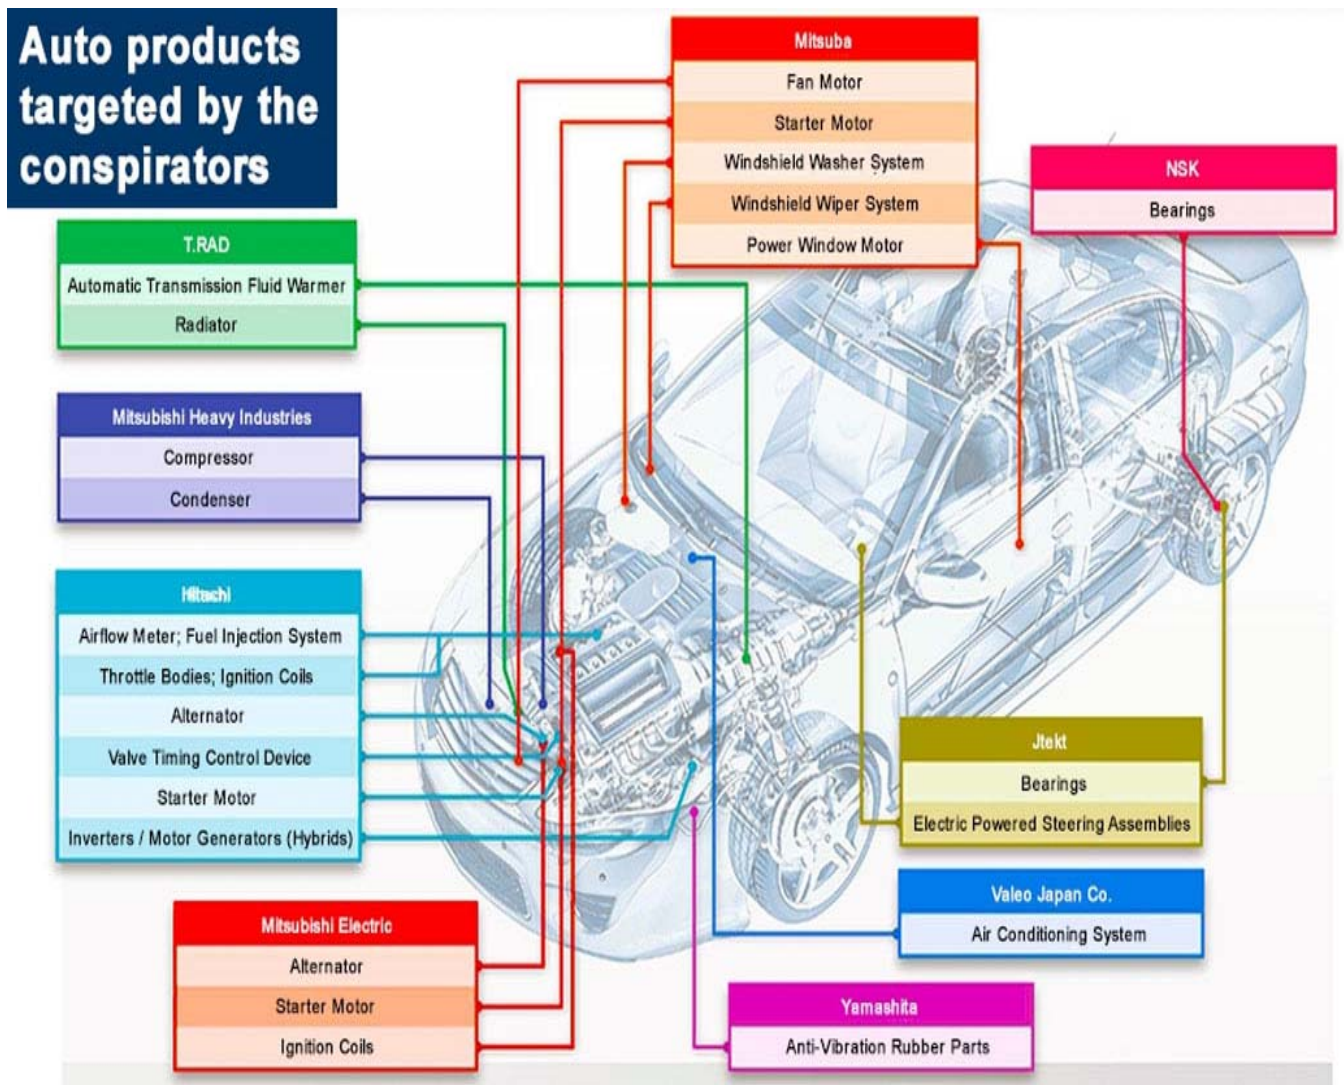 Auto products
targeted by the
conspirators
Mitsuba
Fan Motor
Starter Motor
Windshield Washer System
Windshield Wiper System
Power Window Motor
NSK
Bearings
T.RAD
Automatic Transmission Fluid Warmer
Radiator
Mitsubishi Heavy Industries
Compressor
Condenser
Hitachi
Airflow Meter; Fuel Injection System
Throttle Bodies; Ignition Coils
Alternator
Valve Timing Control Device
Starter Motor
Inverters / Motor Generators (Hybrids)
Jtekt
Bearings
Electric Powered Steering Assemblies
Valeo Japan Co.
Air Conditioning System
Mitsubishi Electric
Alternator
Starter Motor
Ignition Coils
Yamashita
Anti-Vibration Rubber Parts